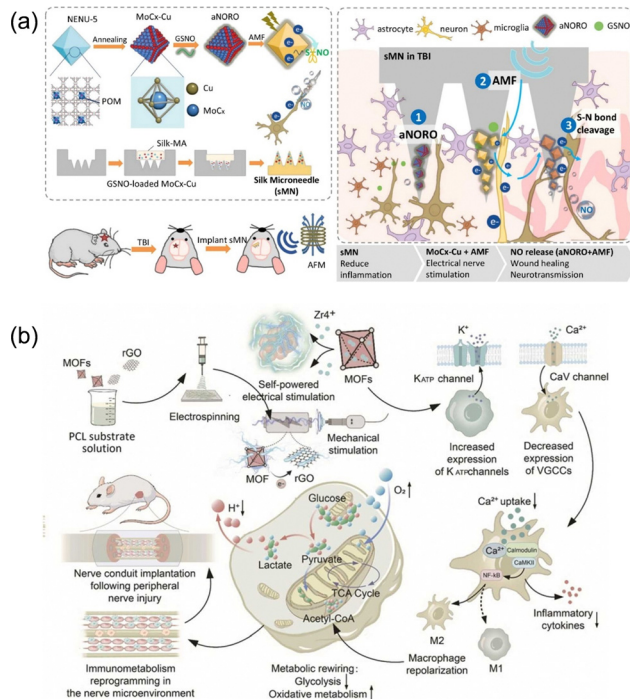 (a)
NENU-5
MoCx-Cu
aNORO
Annealing
GSNO
AMF
e-
S
NO
POM
Cu
MoCx
NO
Silk-MA
GSNO-loaded MoCx-Cu
Silk Microneedle
(sMN)
TBI
Implant sMN
AFM
astrocyte
neuron
microglia
aNORO
GSNO
sMN in TBI
2 AMF
1
aNORO
3
S-N bond
cleavage
e-
NO
sMN
Reduce
inflammation
MoCx-Cu + AMF
Electrical nerve
stimulation
NO release (aNORO+AMF)
Wound healing
Neurotransmission
(b)
MOFs
rGO
PCL substrate
solution
Electrospinning
Zr4+
Self-powered
electrical stimulation
MOFs
Mechanical
stimulation
MOF
rGO
K+
KATP channel
Increased
expression
of KATPchannels
Ca2+
CaV channel
Decreased
expression
of VGCCs
Ca2+ uptake
Ca2+
Calmodulin
CaMKII
NF-kB
Inflammatory
cytokines
M2
M1
Macrophage
repolarization
H+
O2
Glucose
Lactate
Pyruvate
TCA Cycle
Acetyl-CoA
Metabolic rewiring:
Glycolysis
Oxidative metabolism
Nerve conduit implantation
following peripheral
nerve injury
Immunometabolism
reprogramming in
the nerve microenvironment